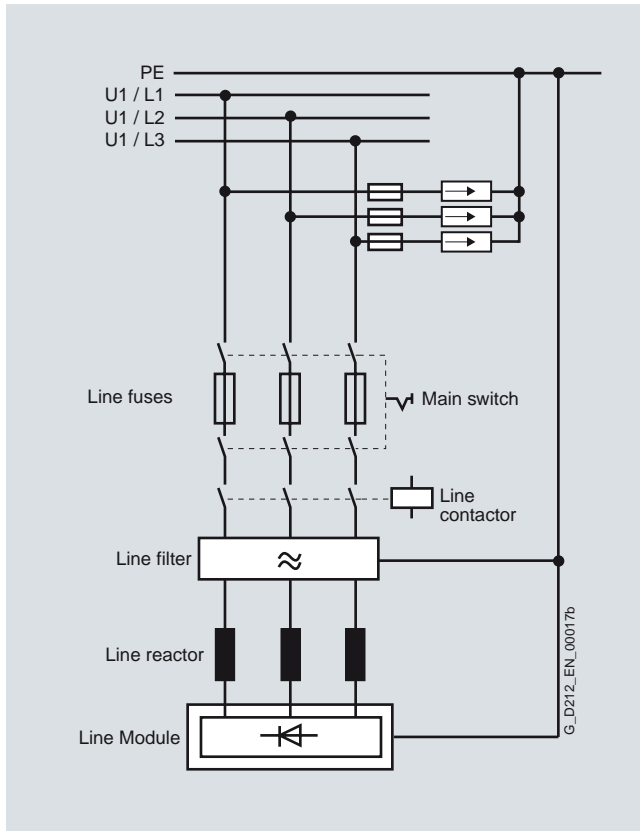 PE
U1 / L1
U1 / L2
U1 / L3
Line fuses
Main switch
Line
contactor
Line filter
Line reactor
Line Module
G_D212_EN_00017b